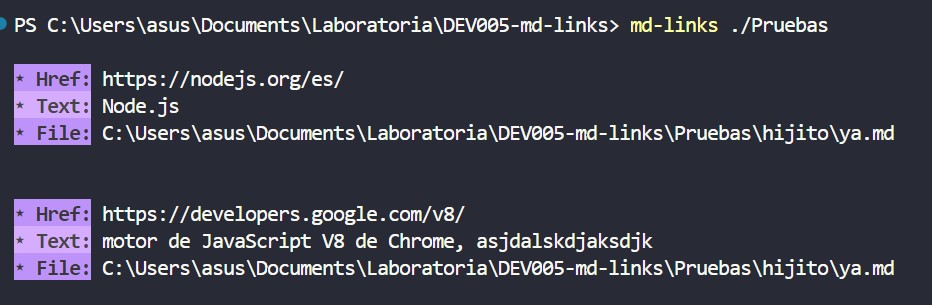 PS C:\Users\asus\Documents\Laboratoria\DEV005-md-links> md-links ./Pruebas
* Href: https://nodejs.org/es/
* Text: Node.js
* File: C:\Users\asus\Documents\Laboratoria\DEV005-md-links\Pruebas\hijito\ya.md
* Href: https://developers.google.com/v8/
* Text: motor de JavaScript V8 de Chrome, asjdalskdjaksdjk
* File: C:\Users\asus\Documents\Laboratoria\DEV005-md-links\Pruebas\hijito\ya.md